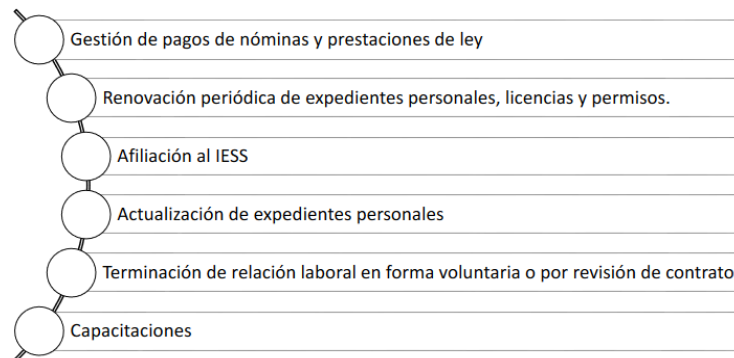 Gestión de pagos de nóminas y prestaciones de ley
Renovación periódica de expedientes personales, licencias y permisos.
Afiliación al IESS
Actualización de expedientes personales
Terminación de relación laboral en forma voluntaria o por revisión de contrato
Capacitaciones